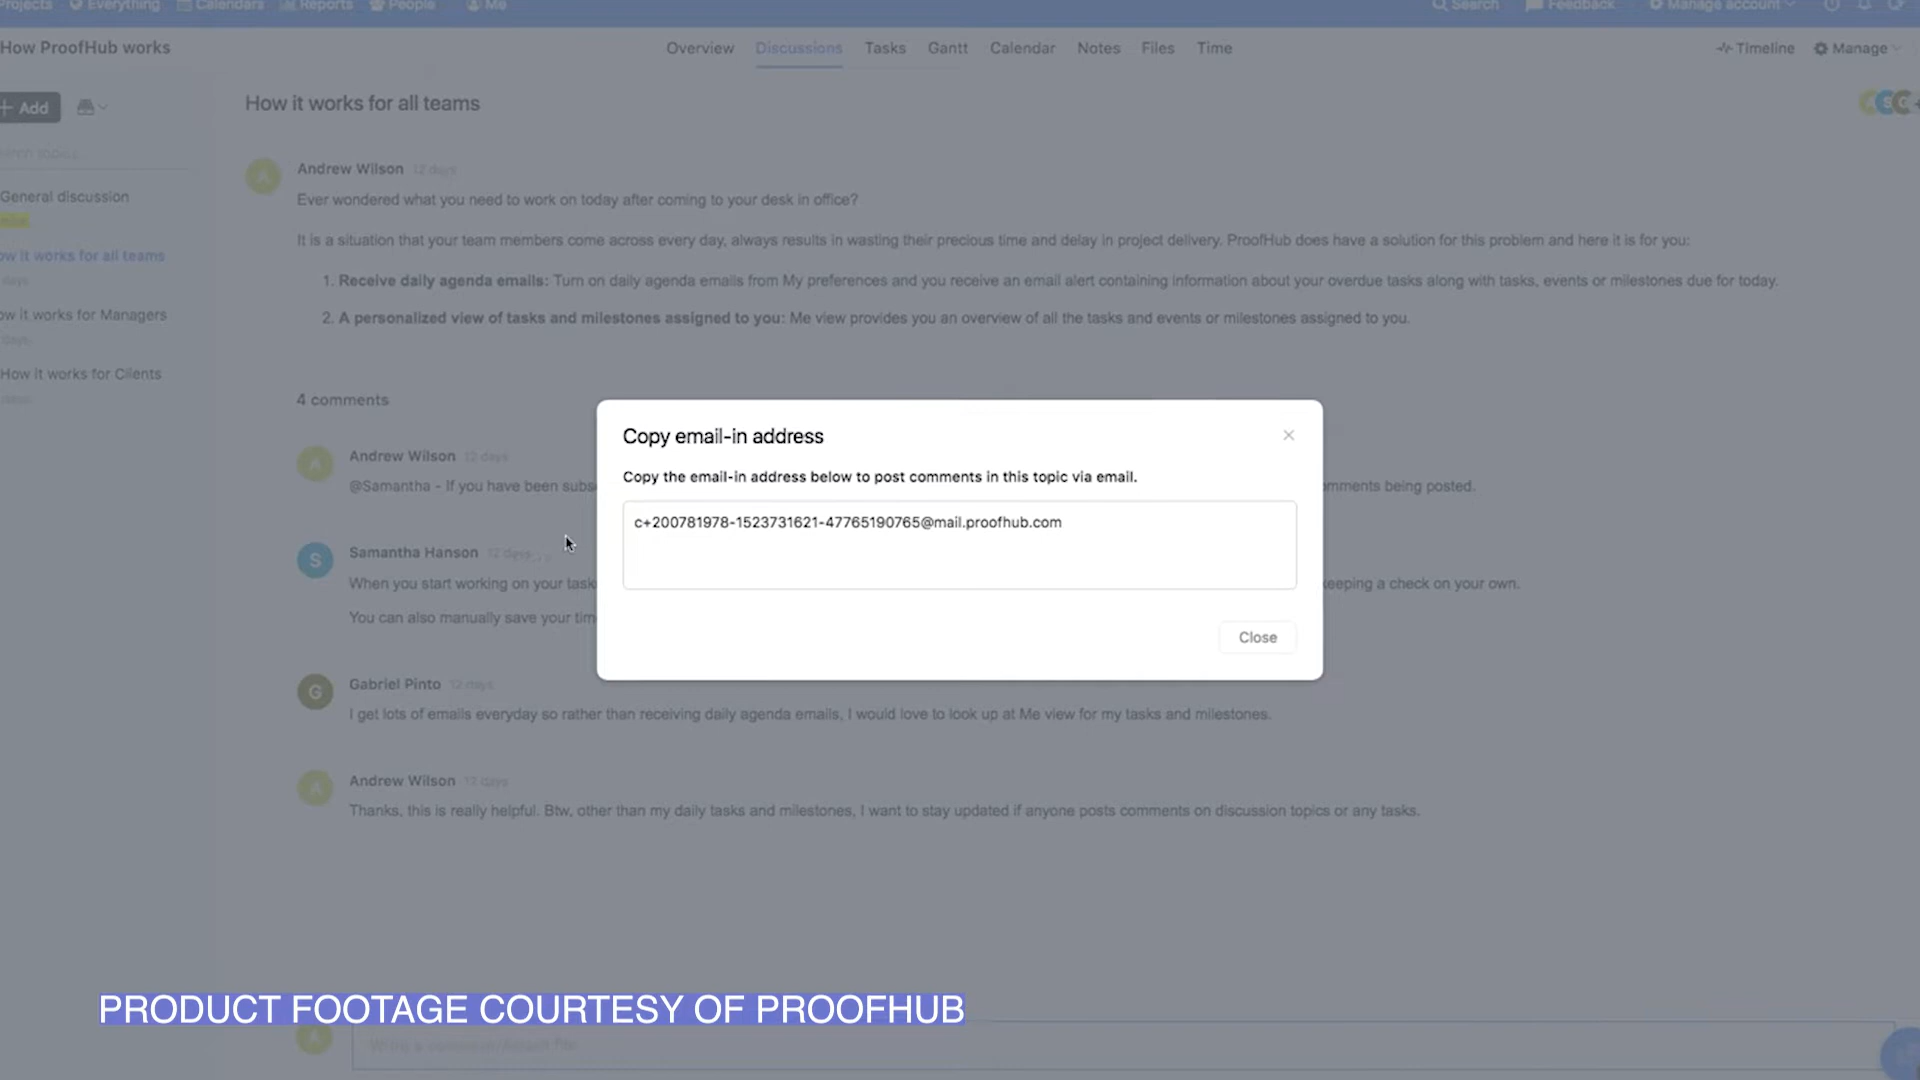 Projects Everything Calendars Reports People Me Search Feedback Manage account
How ProofHub works Overview Discussions Tasks Gantt Calendar Notes Files Time Timeline Manage
+ Add
How it works for all teams
Andrew Wilson 12 days
General discussion
Ever wondered what you need to work on today after coming to your desk in office?
It is a situation that your team members come across every day, always results in wasting their precious time and delay in project delivery. ProofHub does have a solution for this problem and here it is for you:
ow it works for all teams
days
1. Receive daily agenda emails: Turn on daily agenda emails from My preferences and you receive an email alert containing information about your overdue tasks along with tasks, events or milestones due for today.
ow it works for Managers
days
2. A personalized view of tasks and milestones assigned to you: Me view provides you an overview of all the tasks and events or milestones assigned to you.
How it works for Clients
days
4 comments
Andrew Wilson 12 days
@Samantha - If you have been subs
omments being posted.
Samantha Hanson 12 days
When you start working on your task
keeping a check on your own.
You can also manually save your tim
Copy email-in address
Copy the email-in address below to post comments in this topic via email.
c+200781978-1523731621-47765190765@mail.proofhub.com
Close
Gabriel Pinto 12 days
I get lots of emails everyday so rather than receiving daily agenda emails, I would love to look up at Me view for my tasks and milestones.
Andrew Wilson 12 days
Thanks, this is really helpful. Btw, other than my daily tasks and milestones, I want to stay updated if anyone posts comments on discussion topics or any tasks.
PRODUCT FOOTAGE COURTESY OF PROOFHUB